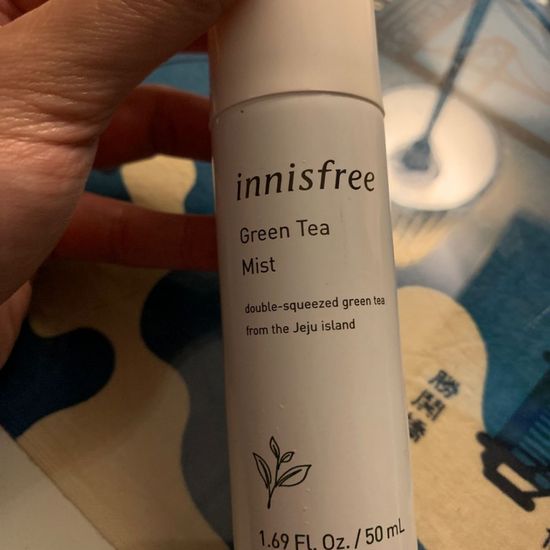 innisfree
Green Tea
Mist
double-squeezed green tea
from the Jeju island
1.69 FL. Oz. / 50 mL